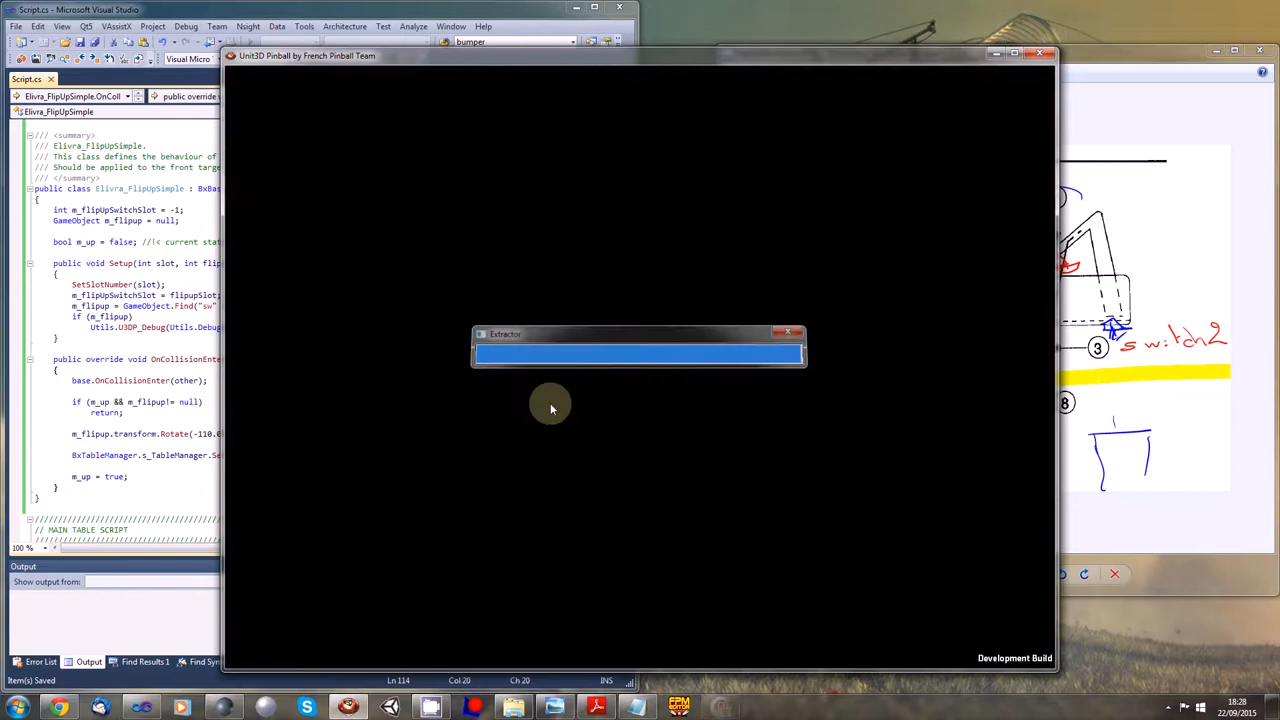 Script.cs - Microsoft Visual Studio
File Edit View Qt5 VAssistX Project Debug Nsight Data Tools Architecture Test Analyze Window Help
bumper
Visual Micro
Script.cs
Elivra_FlipUpSimple.OnColl public override v
Elivra_FlipUpSimple
/// <summary>
/// Elivra_FlipUpSimple.
/// This class defines the behaviour of
/// Should be applied to the front targe
/// </summary>
public class Elivra_FlipUpSimple : BxBas
{
int m_flipUpSwitchSlot = -1;
GameObject m_flipup = null;
bool m_up = false; //!< current stat
public void Setup(int slot, int flip
{
SetSlotNumber(slot);
m_flipUpSwitchSlot = flipupSlot;
m_flipup = GameObject.Find("sw"
if (m_flipup)
Utils.U3DP_Debug(Utils.Debug
}
public override void OnCollisionEnte
{
base.OnCollisionEnter(other);
if (m_up && m_flipup!= null)
return;
m_flipup.transform.Rotate(-110.0
BxTableManager.s_TableManager.Se
m_up = true;
}
}
////////////////////////////////////////
// MAIN TABLE SCRIPT
////////////////////////////////////////
100 %
Output
Show output from:
Error List Output Find Results 1 Find Sy
Item(s) Saved Ln 114 Col 20 Ch 20 INS
Unit3D Pinball by French Pinball Team
Extractor
Development Build
3 switch2
8
FPM EDITOR
18:28
22/09/2015